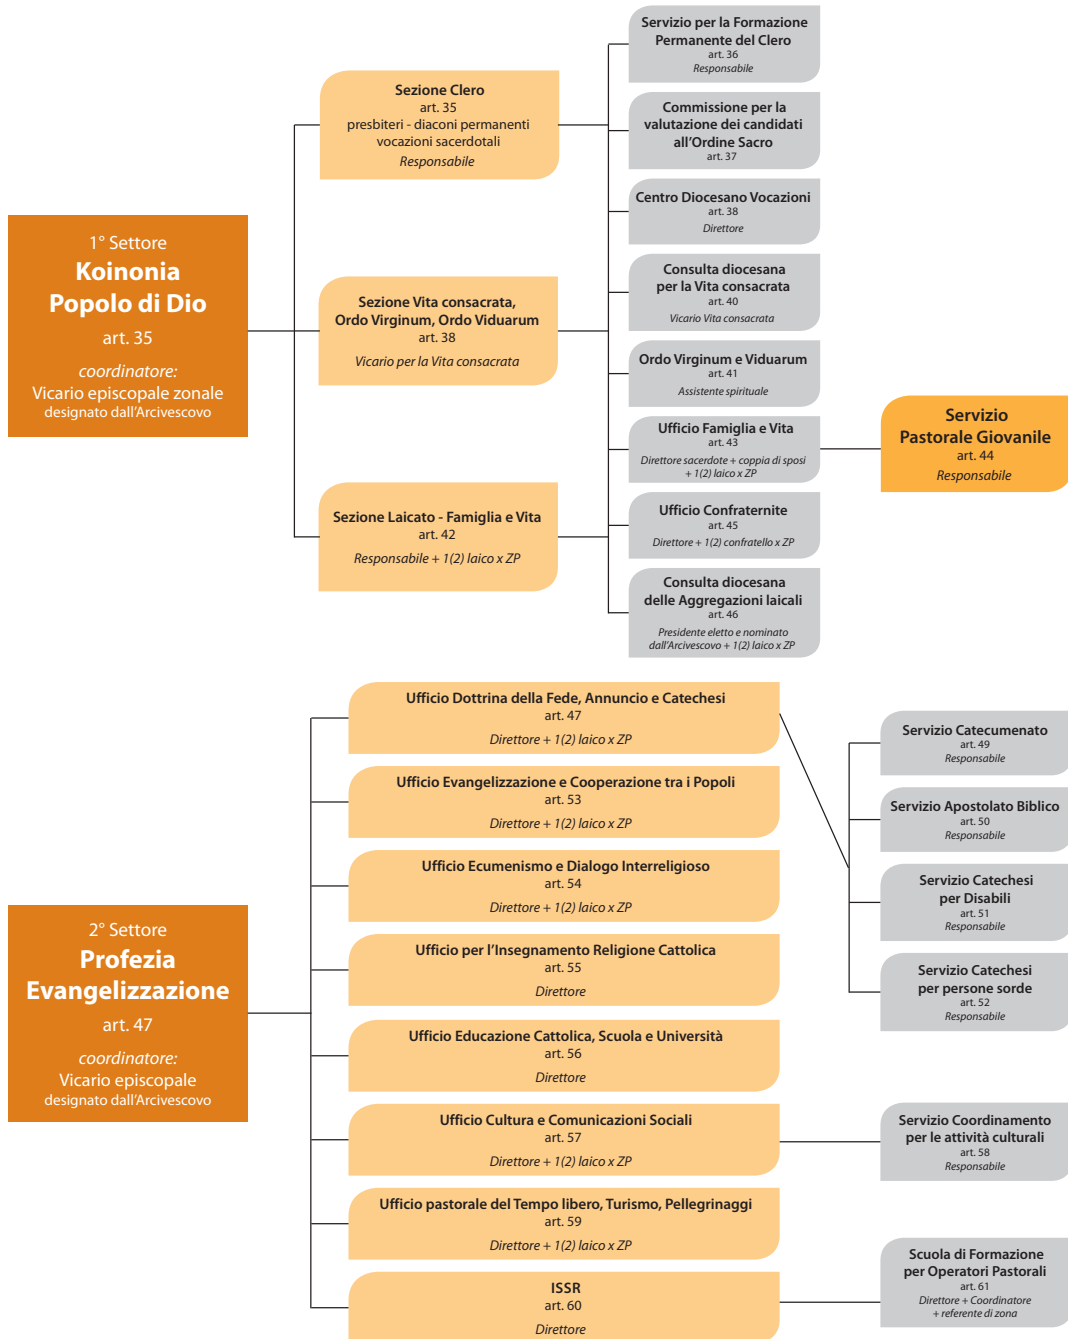 1° Settore
Koinonia
Popolo di Dio
art. 35
coordinatore:
Vicario episcopale zonale
designato dall'Arcivescovo
Sezione Clero
art. 35
presbiteri - diaconi permanenti
vocazioni sacerdotali
Responsabile
Sezione Vita consacrata,
Ordo Virginum, Ordo Viduarum
art. 38
Vicario per la Vita consacrata
Sezione Laicato - Famiglia e Vita
art. 42
Responsabile + 1(2) laico x ZP
Servizio per la Formazione
Permanente del Clero
art. 36
Responsabile
Commissione per la
valutazione dei candidati
all'Ordine Sacro
art. 37
Centro Diocesano Vocazioni
art. 38
Direttore
Consulta diocesana
per la Vita consacrata
art. 40
Vicario Vita consacrata
Ordo Virginum e Viduarum
art. 41
Assistente spirituale
Ufficio Famiglia e Vita
art. 43
Direttore sacerdote + coppia di sposi
+ 1(2) laico x ZP
Ufficio Confraternite
art. 45
Direttore + 1(2) confratello x ZP
Consulta diocesana
delle Aggregazioni laicali
art. 46
Presidente eletto e nominato
dall'Arcivescovo + 1(2) laico x ZP
Servizio
Pastorale Giovanile
art. 44
Responsabile
2° Settore
Profezia
Evangelizzazione
art. 47
coordinatore:
Vicario episcopale
designato dall'Arcivescovo
Ufficio Dottrina della Fede, Annuncio e Catechesi
art. 47
Direttore + 1(2) laico x ZP
Ufficio Evangelizzazione e Cooperazione tra i Popoli
art. 53
Direttore + 1(2) laico x ZP
Ufficio Ecumenismo e Dialogo Interreligioso
art. 54
Direttore + 1(2) laico x ZP
Ufficio per l'Insegnamento Religione Cattolica
art. 55
Direttore
Ufficio Educazione Cattolica, Scuola e Università
art. 56
Direttore
Ufficio Cultura e Comunicazioni Sociali
art. 57
Direttore + 1(2) laico x ZP
Ufficio pastorale del Tempo libero, Turismo, Pellegrinaggi
art. 59
Direttore + 1(2) laico x ZP
ISSR
art. 60
Direttore
Servizio Catecumenato
art. 49
Responsabile
Servizio Apostolato Biblico
art. 50
Responsabile
Servizio Catechesi
per Disabili
art. 51
Responsabile
Servizio Catechesi
per persone sorde
art. 52
Responsabile
Servizio Coordinamento
per le attività culturali
art. 58
Responsabile
Scuola di Formazione
per Operatori Pastorali
art. 61
Direttore + Coordinatore
+ referente di zona